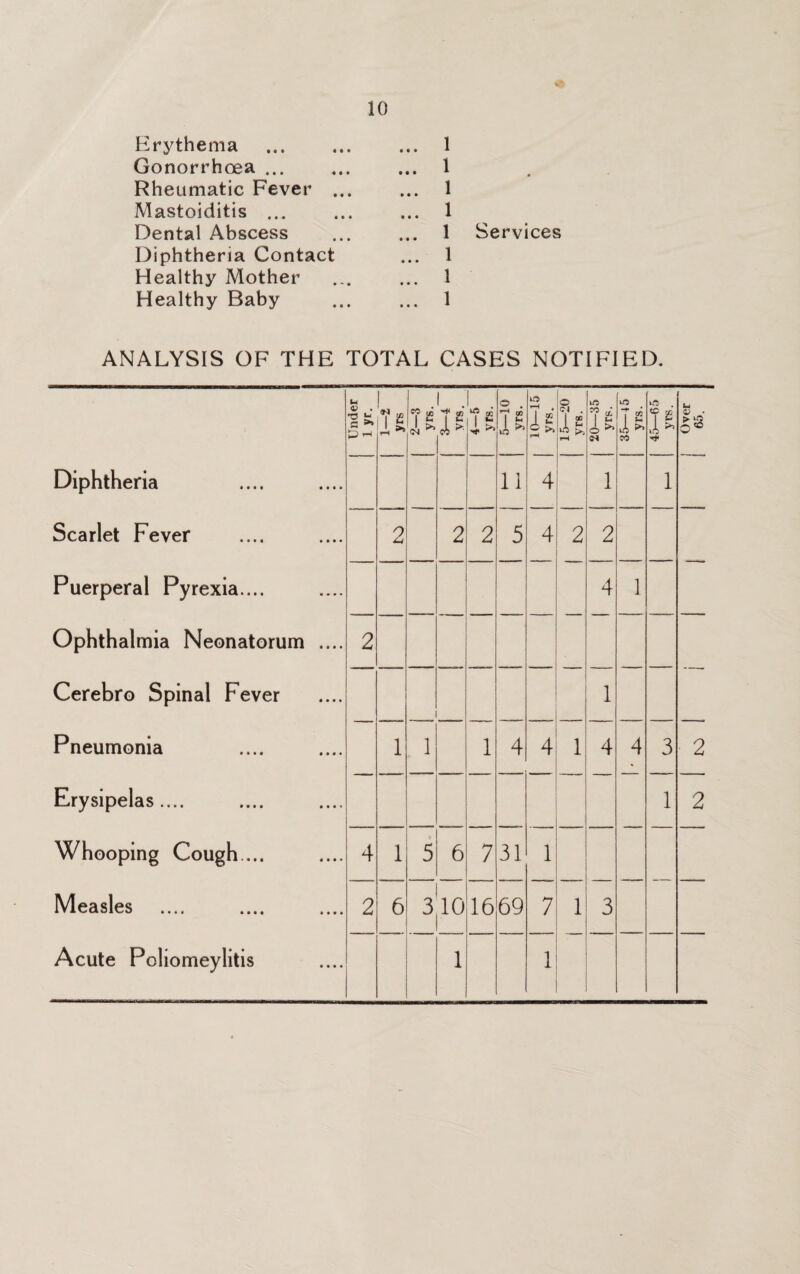 10
Erythema ... ... ... 1
Gonorrhœa ... ... ... 1
Rheumatic Fever ... ... 1
Mastoiditis ... ... ... 1
Dental Abscess ... ... 1 Services
Diphtheria Contact ... 1
Healthy Mother ... ... 1
Healthy Baby ... ... 1
ANALYSIS OF THE TOTAL CASES NOTIFIED.
Under 1 yr. 1—2 yrs 2—3 yrs. 3—4 yrs. 4—5 yrs. 5—10 yrs. 10—15 yrs. 15—20 yrs. 20—35 yrs. 35—45 yrs. 45—65 yrs. Over 65.
Diphtheria .... .... 11 4 1 1
Scarlet Fever .... .... 2 2 2 5 4 2 2
Puerperal Pyrexia.... .... 4 1
Ophthalmia Neonatorum .... 2
Cerebro Spinal Fever .... 1
Pneumonia .... .... 1 1 1 4 4 1 4 4 3 2
Erysipelas .... .... .... 1 2
Whooping Cough .... .... 4 1 5 6 7 31 1
Measles .... .... .... 2 6 3 10 16 69 7 1 3
Acute Poliomeylitis .... 1 1